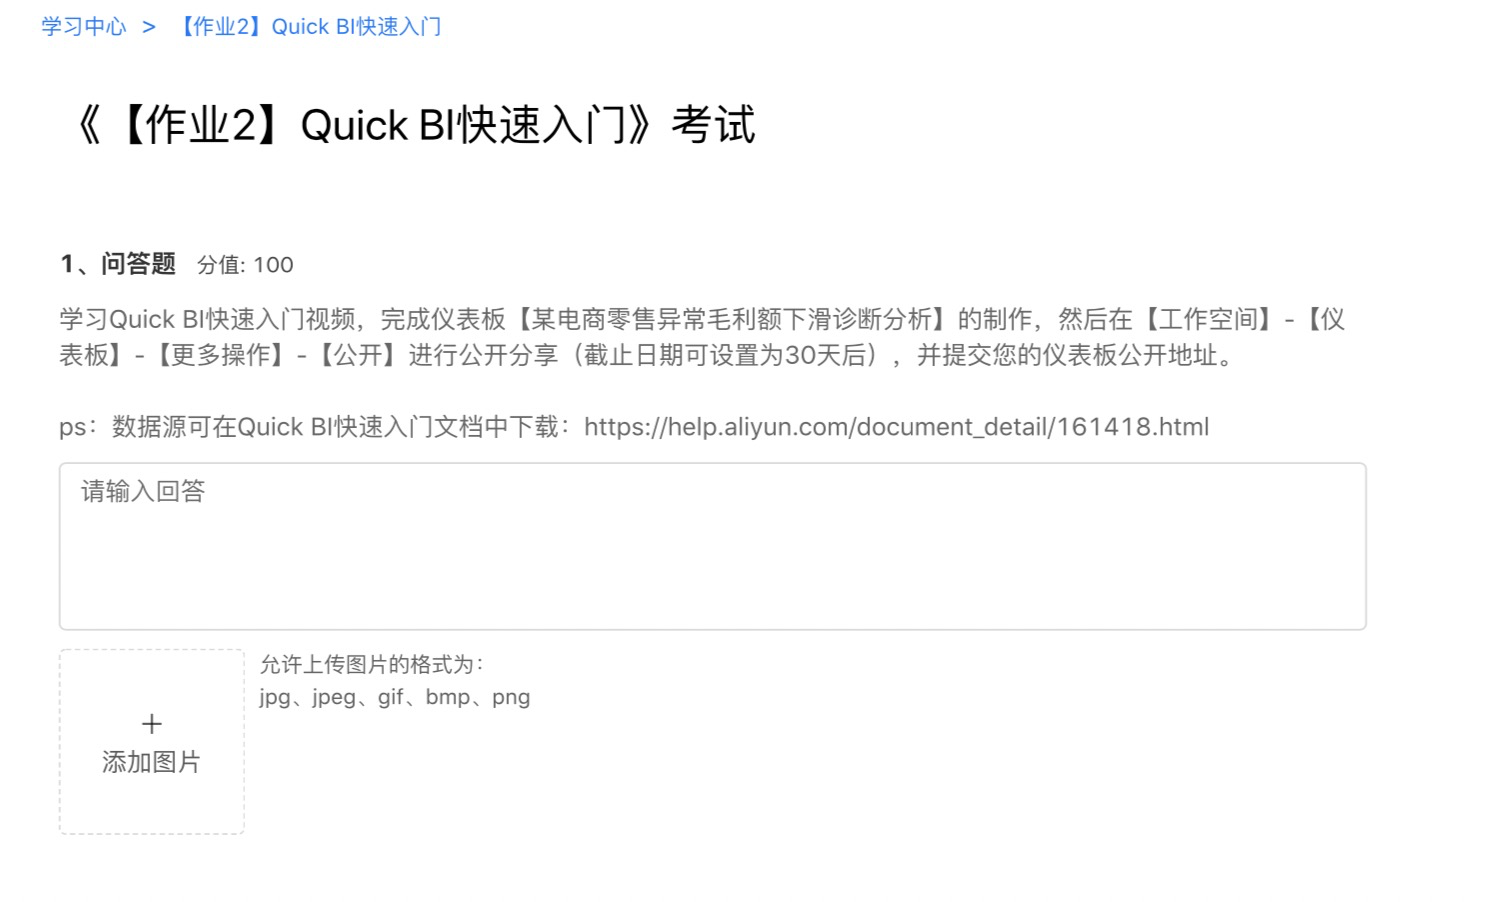 学习中心 > 【作业2】Quick BI快速入门
《【作业2】Quick BI快速入门》考试
1、问答题 分值: 100
学习Quick BI快速入门视频，完成仪表板【某电商零售异常毛利额下滑诊断分析】的制作，然后在【工作空间】-【仪
表板】-【更多操作】-【公开】进行公开分享（截止日期可设置为30天后），并提交您的仪表板公开地址。
ps：数据源可在Quick BI快速入门文档中下载：https://help.aliyun.com/document_detail/161418.html
请输入回答
允许上传图片的格式为：
jpg、jpeg、gif、bmp、png
+
添加图片